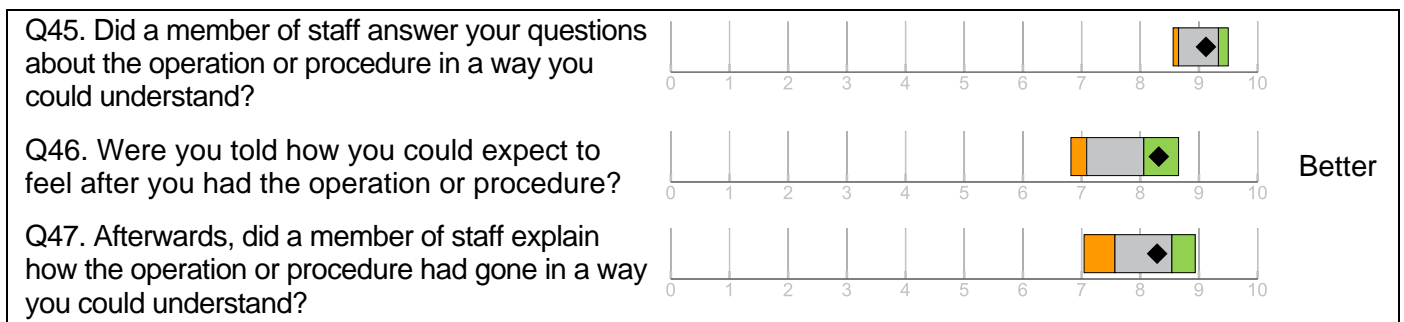 Q45. Did a member of staff answer your questions
about the operation or procedure in a way you
could understand?
0 1 2 3 4 5 6 7 8 9 10
Q46. Were you told how you could expect to
feel after you had the operation or procedure?
0 1 2 3 4 5 6 7 8 9 10
Better
Q47. Afterwards, did a member of staff explain
how the operation or procedure had gone in a way
you could understand?
0 1 2 3 4 5 6 7 8 9 10